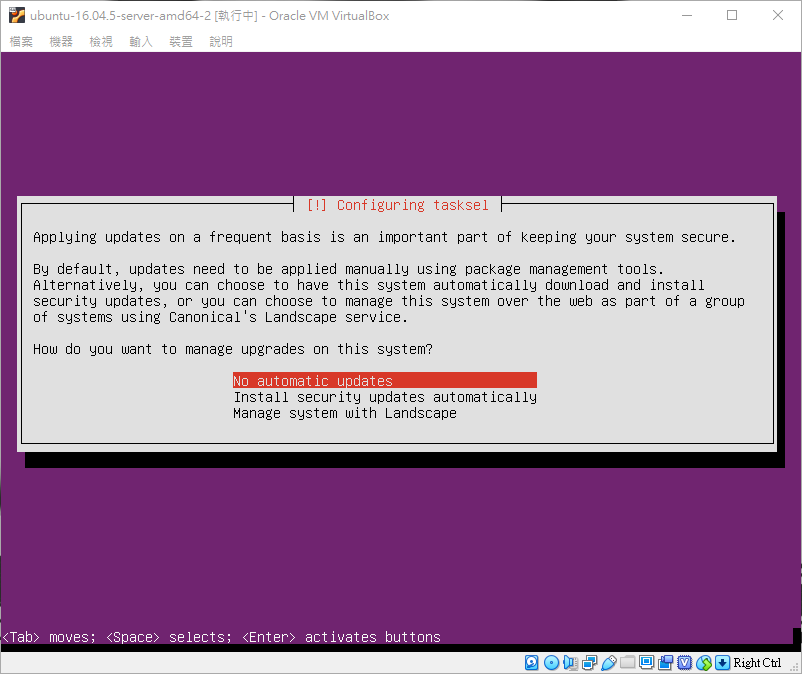 ubuntu-16.04.5-server-amd64-2 [執行中] - Oracle VM VirtualBox
檔案 機器 檢視 輸入 裝置 說明
[!] Configuring tasksel
Applying updates on a frequent basis is an important part of keeping your system secure.
By default, updates need to be applied manually using package management tools.
Alternatively, you can choose to have this system automatically download and install
security updates, or you can choose to manage this system over the web as part of a group
of systems using Canonical's Landscape service.
How do you want to manage upgrades on this system?
No automatic updates
Install security updates automatically
Manage system with Landscape
<Tab> moves; <Space> selects; <Enter> activates buttons
Right Ctrl